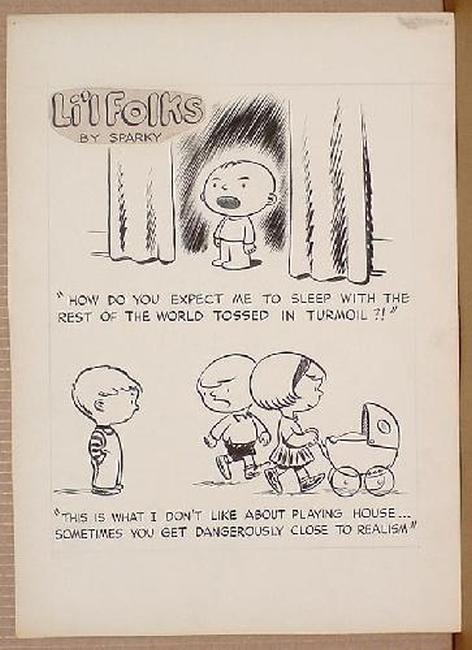 Li'l Folks
BY SPARKY
"HOW DO YOU EXPECT ME TO SLEEP WITH THE
REST OF THE WORLD TOSSED IN TURMOIL ?!"
"THIS IS WHAT I DON'T LIKE ABOUT PLAYING HOUSE...
SOMETIMES YOU GET DANGEROUSLY CLOSE TO REALISM"